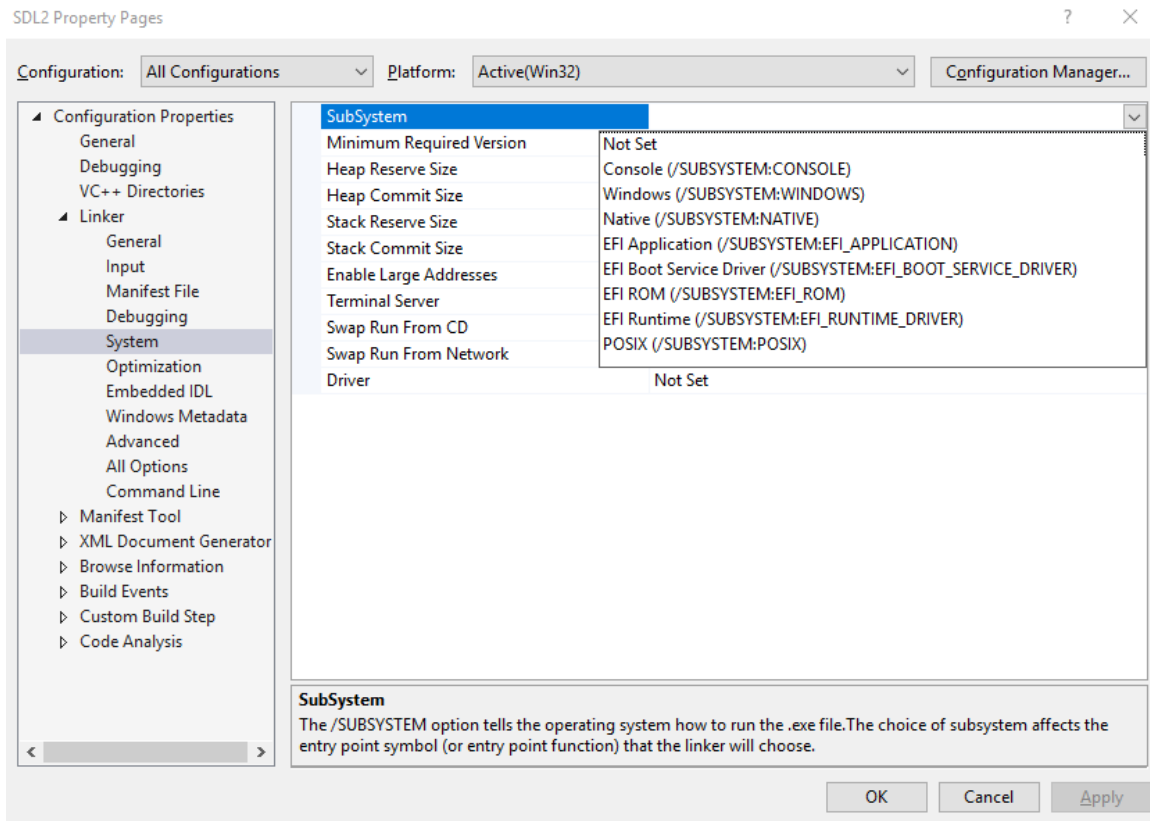 SDL2 Property Pages
Configuration: All Configurations Platform: Active(Win32) Configuration Manager...
Configuration Properties
General
Debugging
VC++ Directories
Linker
General
Input
Manifest File
Debugging
System
Optimization
Embedded IDL
Windows Metadata
Advanced
All Options
Command Line
Manifest Tool
XML Document Generator
Browse Information
Build Events
Custom Build Step
Code Analysis
SubSystem
Minimum Required Version
Heap Reserve Size
Heap Commit Size
Stack Reserve Size
Stack Commit Size
Enable Large Addresses
Terminal Server
Swap Run From CD
Swap Run From Network
Driver Not Set
Not Set
Console (/SUBSYSTEM:CONSOLE)
Windows (/SUBSYSTEM:WINDOWS)
Native (/SUBSYSTEM:NATIVE)
EFI Application (/SUBSYSTEM:EFI_APPLICATION)
EFI Boot Service Driver (/SUBSYSTEM:EFI_BOOT_SERVICE_DRIVER)
EFI ROM (/SUBSYSTEM:EFI_ROM)
EFI Runtime (/SUBSYSTEM:EFI_RUNTIME_DRIVER)
POSIX (/SUBSYSTEM:POSIX)
SubSystem
The /SUBSYSTEM option tells the operating system how to run the .exe file.The choice of subsystem affects the
entry point symbol (or entry point function) that the linker will choose.
OK Cancel Apply